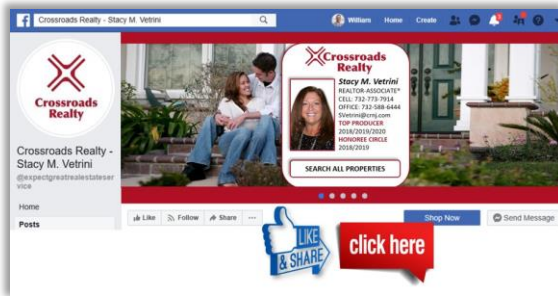 Crossroads Realty - Stacy M. Vetrini
William
Home
Create
Crossroads
Realty
Crossroads
Realty
Stacy M. Vetrini
REALTOR-ASSOCIATE®
CELL: 732-773-7914
OFFICE: 732-588-6444
SVetrini@crnj.com
TOP PRODUCER
2018/2019/2020
HONOREE CIRCLE
2018/2019
SEARCH ALL PROPERTIES
Crossroads Realty -
Stacy M. Vetrini
@expectgreatrealestateser
vice
Home
Posts
Like
Follow
Share
...
Shop Now
Send Message
LIKE
& SHARE
click here